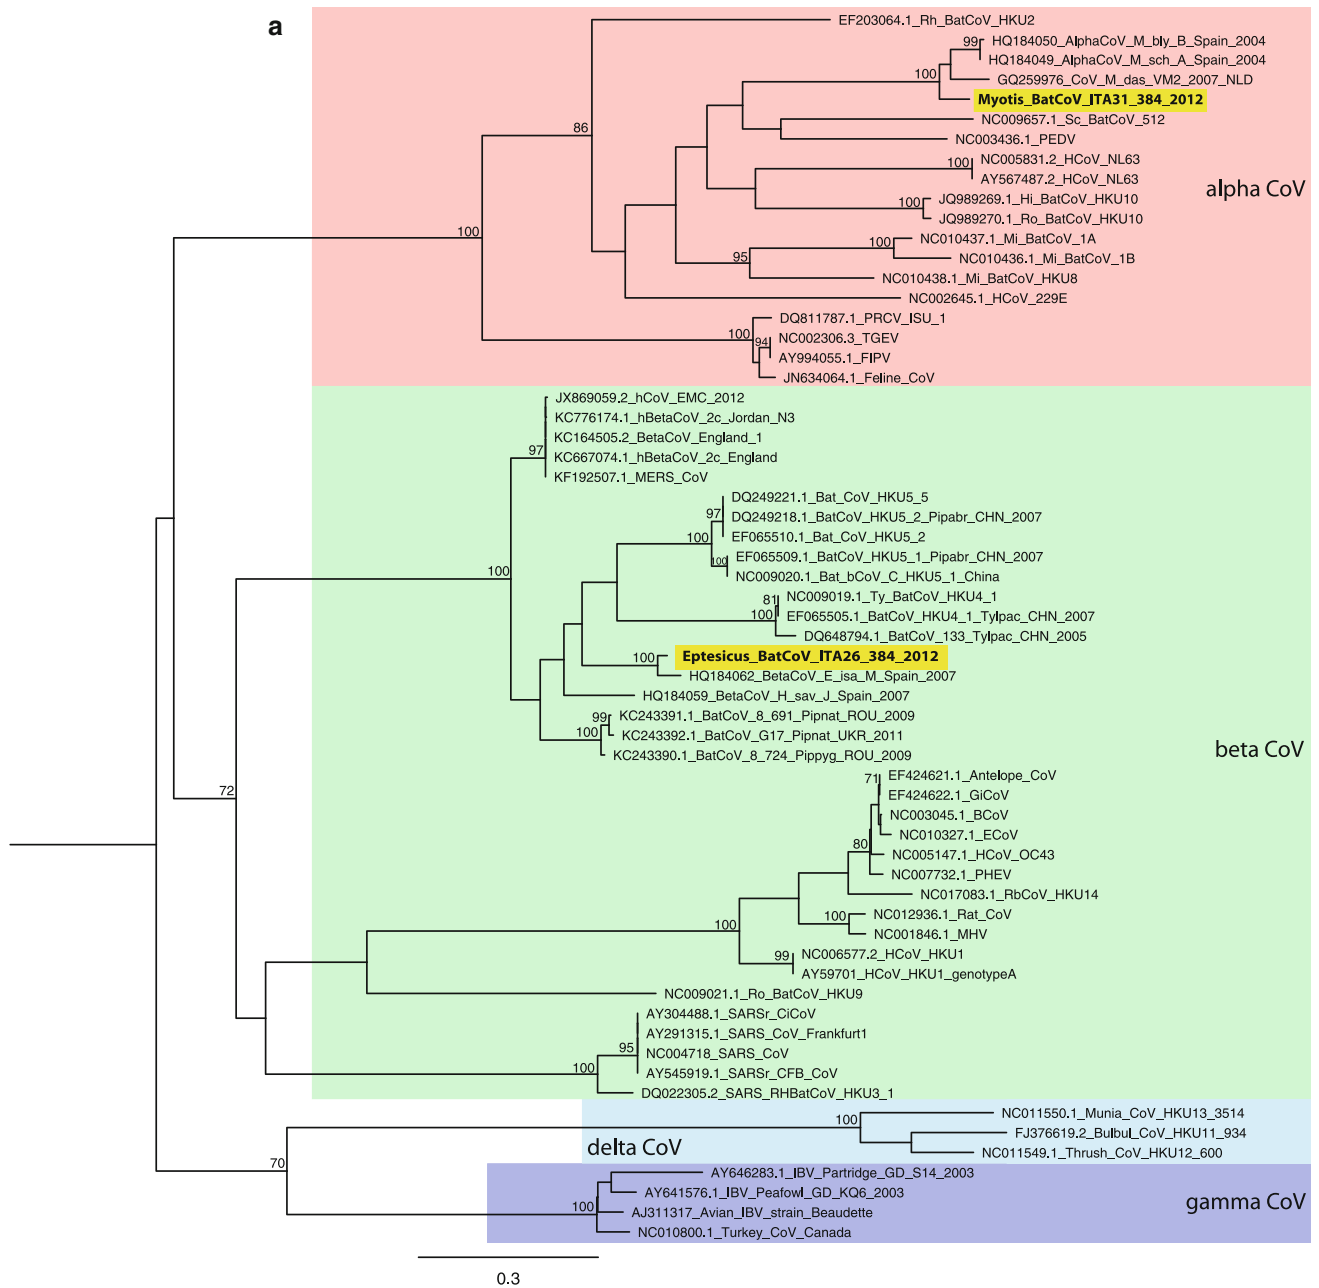 a
EF203064.1_Rh_BatCoV_HKU2
99
HQ184050_AlphaCoV_M_bly_B_Spain_2004
HQ184049_AlphaCoV_M_sch_A_Spain_2004
100
GQ259976_CoV_M_das_VM2_2007_NLD
Myotis_BatCoV_ITA31_384_2012
NC009657.1_Sc_BatCoV_512
86
NC003436.1_PEDV
100
NC005831.2_HCoV_NL63
AY567487.2_HCoV_NL63
alpha CoV
100
JQ989269.1_Hi_BatCoV_HKU10
JQ989270.1_Ro_BatCoV_HKU10
100
100
NC010437.1_Mi_BatCoV_1A
95
NC010436.1_Mi_BatCoV_1B
NC010438.1_Mi_BatCoV_HKU8
NC002645.1_HCoV_229E
DQ811787.1_PRCV_ISU_1
100
94
NC002306.3_TGEV
AY994055.1_FIPV
JN634064.1_Feline_CoV
JX869059.2_hCoV_EMC_2012
KC776174.1_hBetaCoV_2c_Jordan_N3
KC164505.2_BetaCoV_England_1
97
KC667074.1_hBetaCoV_2c_England
KF192507.1_MERS_CoV
DQ249221.1_Bat_CoV_HKU5_5
97
DQ249218.1_BatCoV_HKU5_2_Pipabr_CHN_2007
100
EF065510.1_Bat_CoV_HKU5_2
100
EF065509.1_BatCoV_HKU5_1_Pipabr_CHN_2007
100
NC009020.1_Bat_bCoV_C_HKU5_1_China
81
NC009019.1_Ty_BatCoV_HKU4_1
100
EF065505.1_BatCoV_HKU4_1_Tylpac_CHN_2007
DQ648794.1_BatCoV_133_Tylpac_CHN_2005
100
Eptesicus_BatCoV_ITA26_384_2012
HQ184062_BetaCoV_E_isa_M_Spain_2007
HQ184059_BetaCoV_H_sav_J_Spain_2007
99
KC243391.1_BatCoV_8_691_Pipnat_ROU_2009
100
KC243392.1_BatCoV_G17_Pipnat_UKR_2011
KC243390.1_BatCoV_8_724_Pippyg_ROU_2009
beta CoV
71
EF424621.1_Antelope_CoV
72
EF424622.1_GiCoV
NC003045.1_BCoV
80
NC010327.1_ECoV
NC005147.1_HCoV_OC43
NC007732.1_PHEV
NC017083.1_RbCoV_HKU14
100
100
NC012936.1_Rat_CoV
NC001846.1_MHV
99
NC006577.2_HCoV_HKU1
AY59701_HCoV_HKU1_genotypeA
NC009021.1_Ro_BatCoV_HKU9
AY304488.1_SARSr_CiCoV
AY291315.1_SARS_CoV_Frankfurt1
95
NC004718_SARS_CoV
100
AY545919.1_SARSr_CFB_CoV
DQ022305.2_SARS_RHBatCoV_HKU3_1
100
NC011550.1_Munia_CoV_HKU13_3514
FJ376619.2_Bulbul_CoV_HKU11_934
delta CoV
NC011549.1_Thrush_CoV_HKU12_600
70
AY646283.1_IBV_Partridge_GD_S14_2003
AY641576.1_IBV_Peafowl_GD_KQ6_2003
gamma CoV
100
AJ311317_Avian_IBV_strain_Beaudette
NC010800.1_Turkey_CoV_Canada
0.3